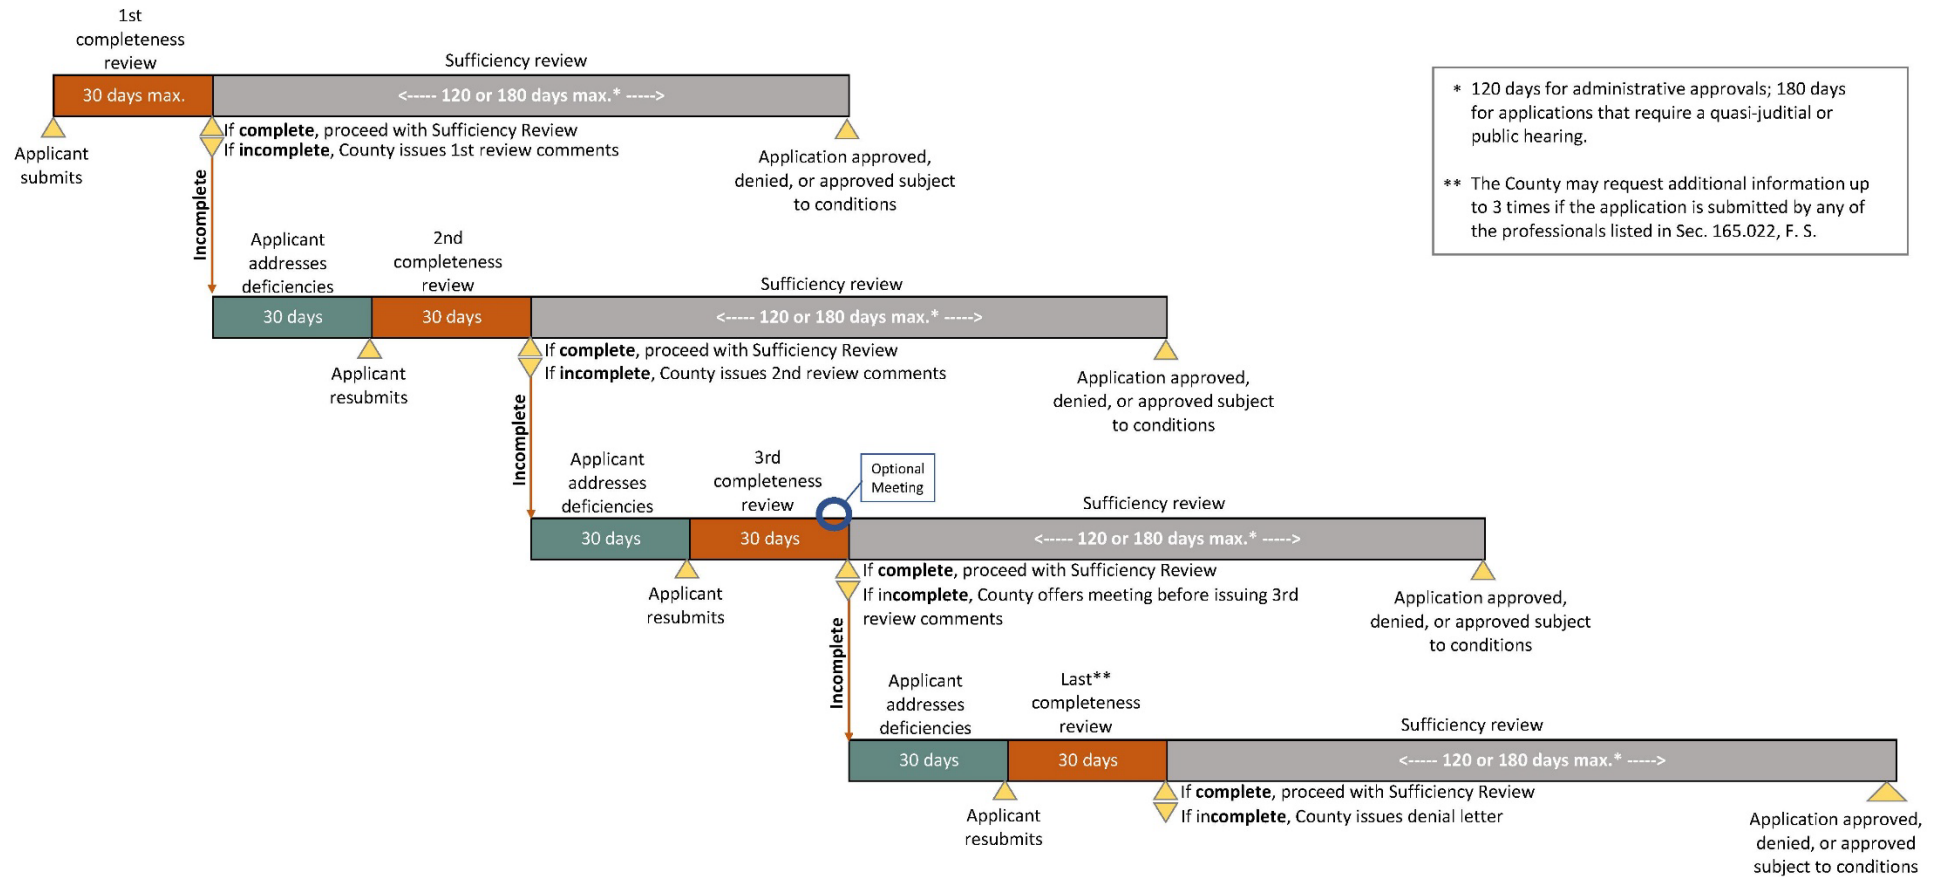 1st
completeness
review
Sufficiency review
30 days max.
<----- 120 or 180 days max.* ----->
Applicant
submits
If complete, proceed with Sufficiency Review
If incomplete, County issues 1st review comments
Application approved,
denied, or approved subject
to conditions
* 120 days for administrative approvals; 180 days
for applications that require a quasi-juditial or
public hearing.
** The County may request additional information up
to 3 times if the application is submitted by any of
the professionals listed in Sec. 165.022, F. S.
Incomplete
Applicant
addresses
deficiencies
2nd
completeness
review
Sufficiency review
30 days
30 days
<----- 120 or 180 days max.* ----->
Applicant
resubmits
If complete, proceed with Sufficiency Review
If incomplete, County issues 2nd review comments
Application approved,
denied, or approved subject
to conditions
Incomplete
Applicant
addresses
deficiencies
3rd
completeness
review
Optional
Meeting
Sufficiency review
30 days
30 days
<----- 120 or 180 days max.* ----->
Applicant
resubmits
If complete, proceed with Sufficiency Review
If incomplete, County offers meeting before issuing 3rd
review comments
Application approved,
denied, or approved subject
to conditions
Incomplete
Applicant
addresses
deficiencies
Last**
completeness
review
Sufficiency review
30 days
30 days
<----- 120 or 180 days max.* ----->
Applicant
resubmits
If complete, proceed with Sufficiency Review
If incomplete, County issues denial letter
Application approved,
denied, or approved
subject to conditions